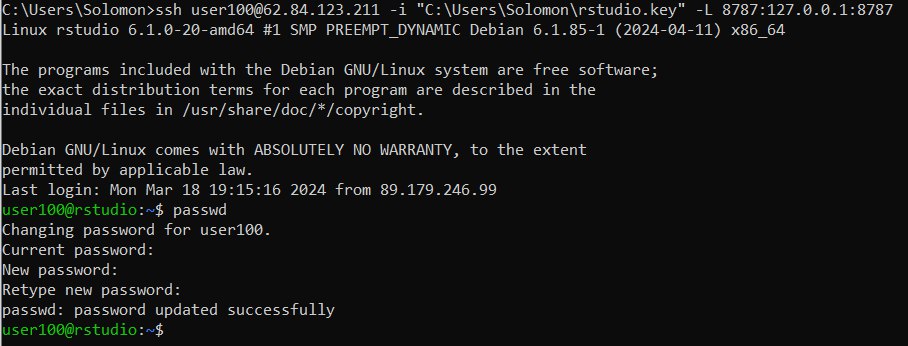 C:\Users\Solomon>ssh user100@62.84.123.211 -i "C:\Users\Solomon\rstudio.key" -L 8787:127.0.0.1:8787
Linux rstudio 6.1.0-20-amd64 #1 SMP PREEMPT_DYNAMIC Debian 6.1.85-1 (2024-04-11) x86_64

The programs included with the Debian GNU/Linux system are free software;
the exact distribution terms for each program are described in the
individual files in /usr/share/doc/*/copyright.

Debian GNU/Linux comes with ABSOLUTELY NO WARRANTY, to the extent
permitted by applicable law.
Last login: Mon Mar 18 19:15:16 2024 from 89.179.246.99
user100@rstudio:~$ passwd
Changing password for user100.
Current password:
New password:
Retype new password:
passwd: password updated successfully
user100@rstudio:~$